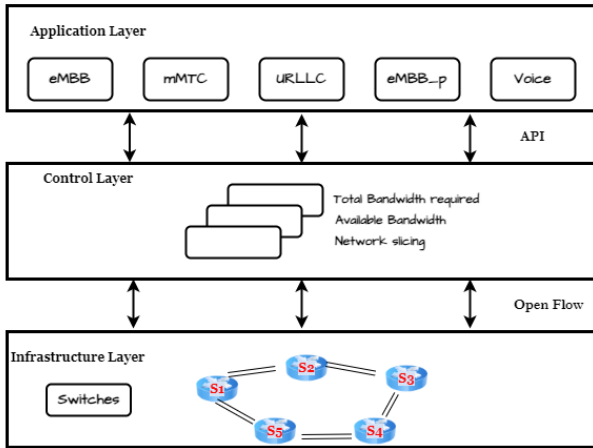 Application Layer
eMBB
mMTC
URLLC
eMBB_p
Voice
API
Control Layer
Total Bandwidth required
Available Bandwidth
Network slicing
Open Flow
Infrastructure Layer
Switches
S1
S2
S3
S5
S4